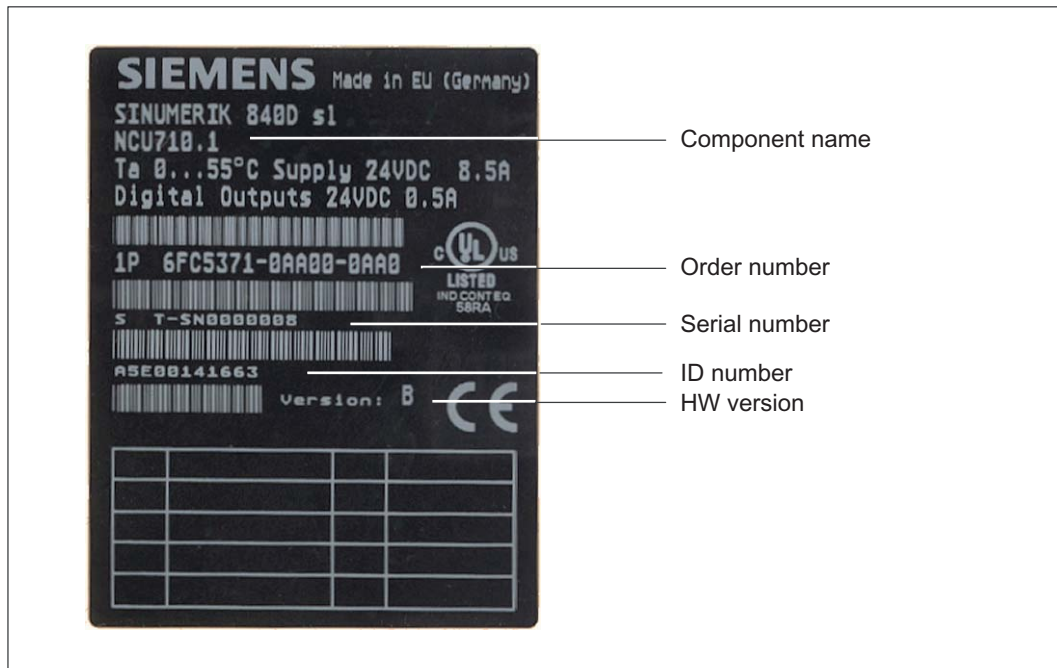 SIEMENS Made in EU (Germany)
SINUMERIK 840D sl
NCU710.1
Component name
Ta 0...55°C Supply 24VDC 8.5A
Digital Outputs 24VDC 0.5A
C UL US
1P 6FC5371-0AA00-0AA0
Order number
LISTED
IND CONT EQ
58RA
S T-SN0000008
Serial number
A5E00141663
ID number
Version: B
HW version
CE